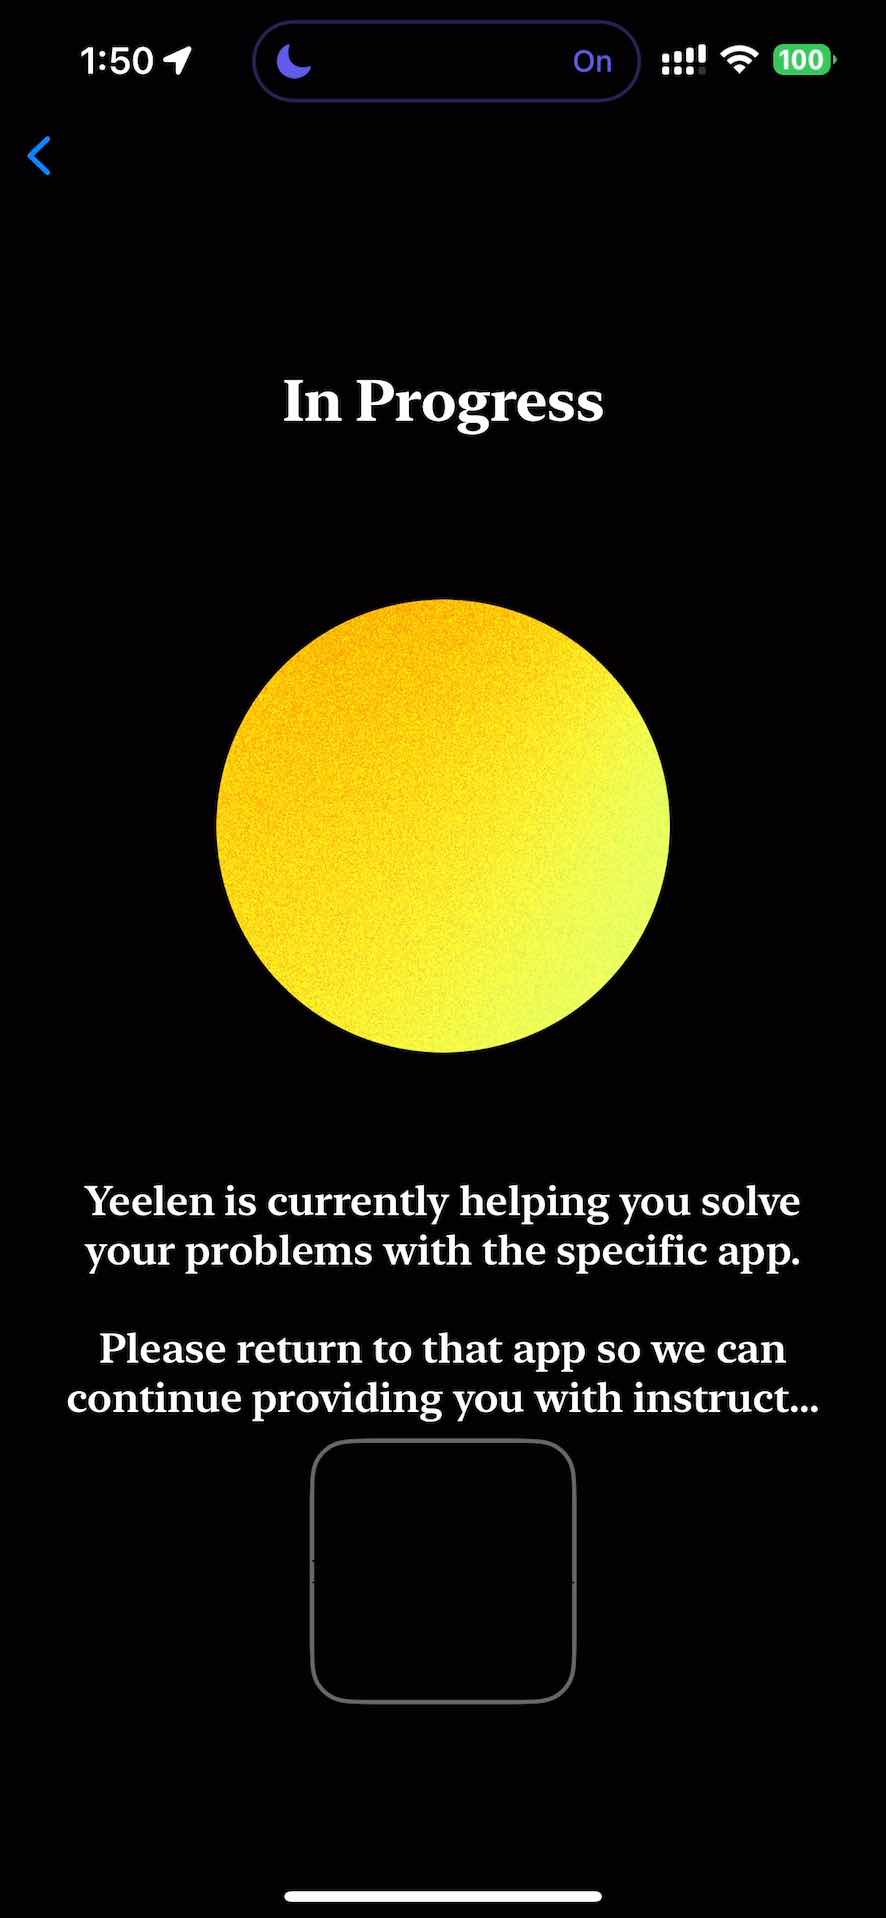 1:50
On
100
In Progress
Yeelen is currently helping you solve
your problems with the specific app.
Please return to that app so we can
continue providing you with instruct...